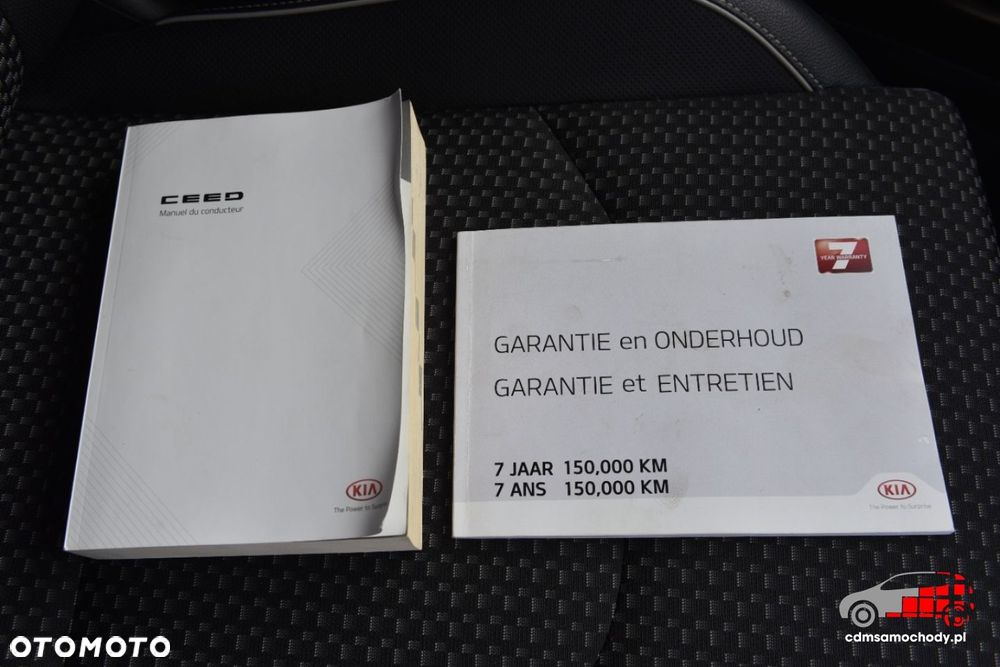 CEED
Manuel du conducteur
KIA
The Power to Surprise
7
YEAR WARRANTY
GARANTIE en ONDERHOUD
GARANTIE et ENTRETIEN
7 JAAR 150,000 KM
7 ANS 150,000 KM
KIA
The Power to Surprise
OTOMOTO
cdmsamochody.pl